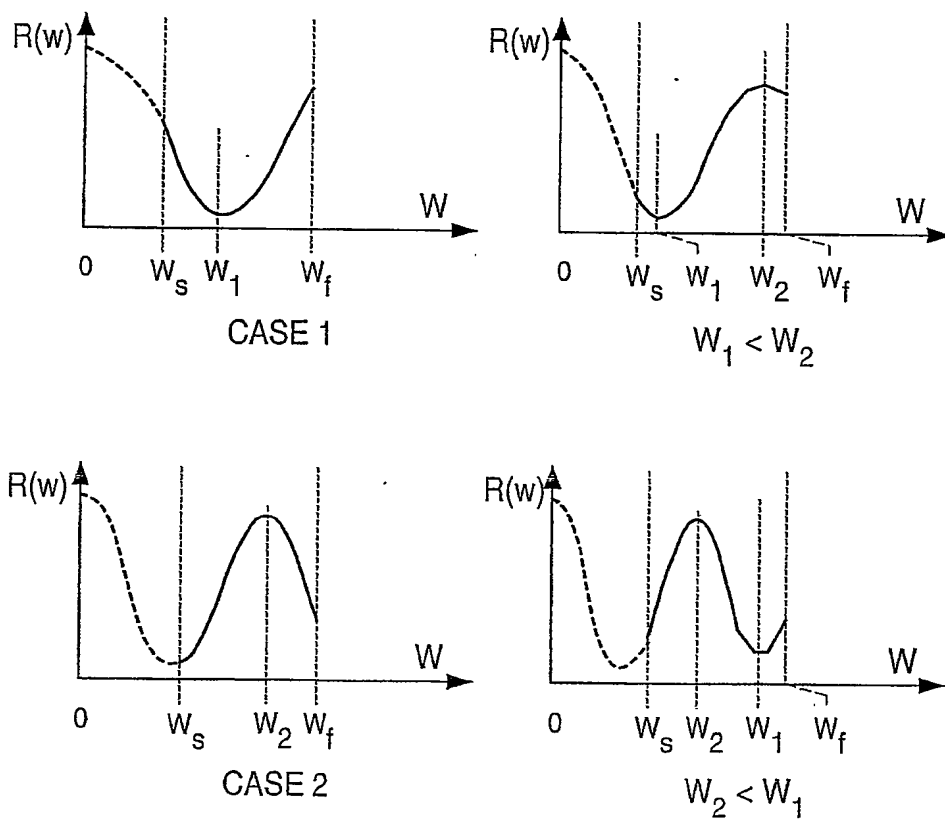 R(w)
W
0
W_s
W_1
W_f
CASE 1
R(w)
W
0
W_s
W_1
W_2
W_f
W_1 < W_2
R(w)
W
0
W_s
W_2
W_f
CASE 2
R(w)
W
0
W_s
W_2
W_1
W_f
W_2 < W_1